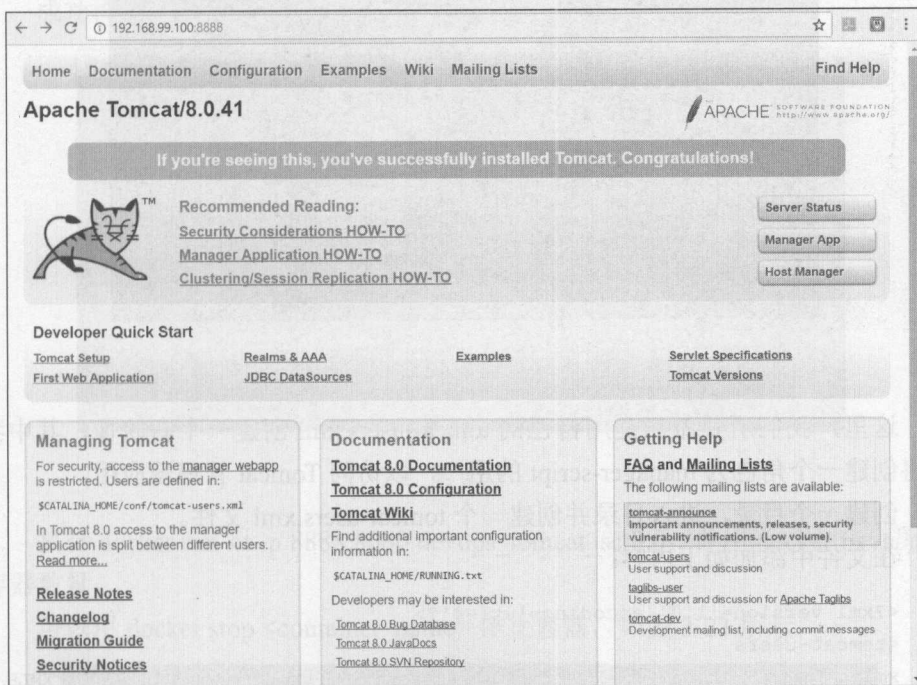 192.168.99.100:8888
Home Documentation Configuration Examples Wiki Mailing Lists Find Help
Apache Tomcat/8.0.41
APACHE SOFTWARE FOUNDATION
http://www.apache.org/
If you're seeing this, you've successfully installed Tomcat. Congratulations!
TM
Recommended Reading:
Security Considerations HOW-TO
Manager Application HOW-TO
Clustering/Session Replication HOW-TO
Server Status
Manager App
Host Manager
Developer Quick Start
Tomcat Setup
First Web Application
Realms & AAA
JDBC DataSources
Examples
Servlet Specifications
Tomcat Versions
Managing Tomcat
For security, access to the manager webapp
is restricted. Users are defined in:
$CATALINA_HOME/conf/tomcat-users.xml
In Tomcat 8.0 access to the manager
application is split between different users.
Read more...
Release Notes
Changelog
Migration Guide
Security Notices
Documentation
Tomcat 8.0 Documentation
Tomcat 8.0 Configuration
Tomcat Wiki
Find additional important configuration
information in:
$CATALINA_HOME/RUNNING.txt
Developers may be interested in:
Tomcat 8.0 Bug Database
Tomcat 8.0 JavaDocs
Tomcat 8.0 SVN Repository
Getting Help
FAQ and Mailing Lists
The following mailing lists are available:
tomcat-announce
Important announcements, releases, security
vulnerability notifications. (Low volume).
tomcat-users
User support and discussion
taglibs-user
User support and discussion for Apache Taglibs
tomcat-dev
Development mailing list, including commit messages